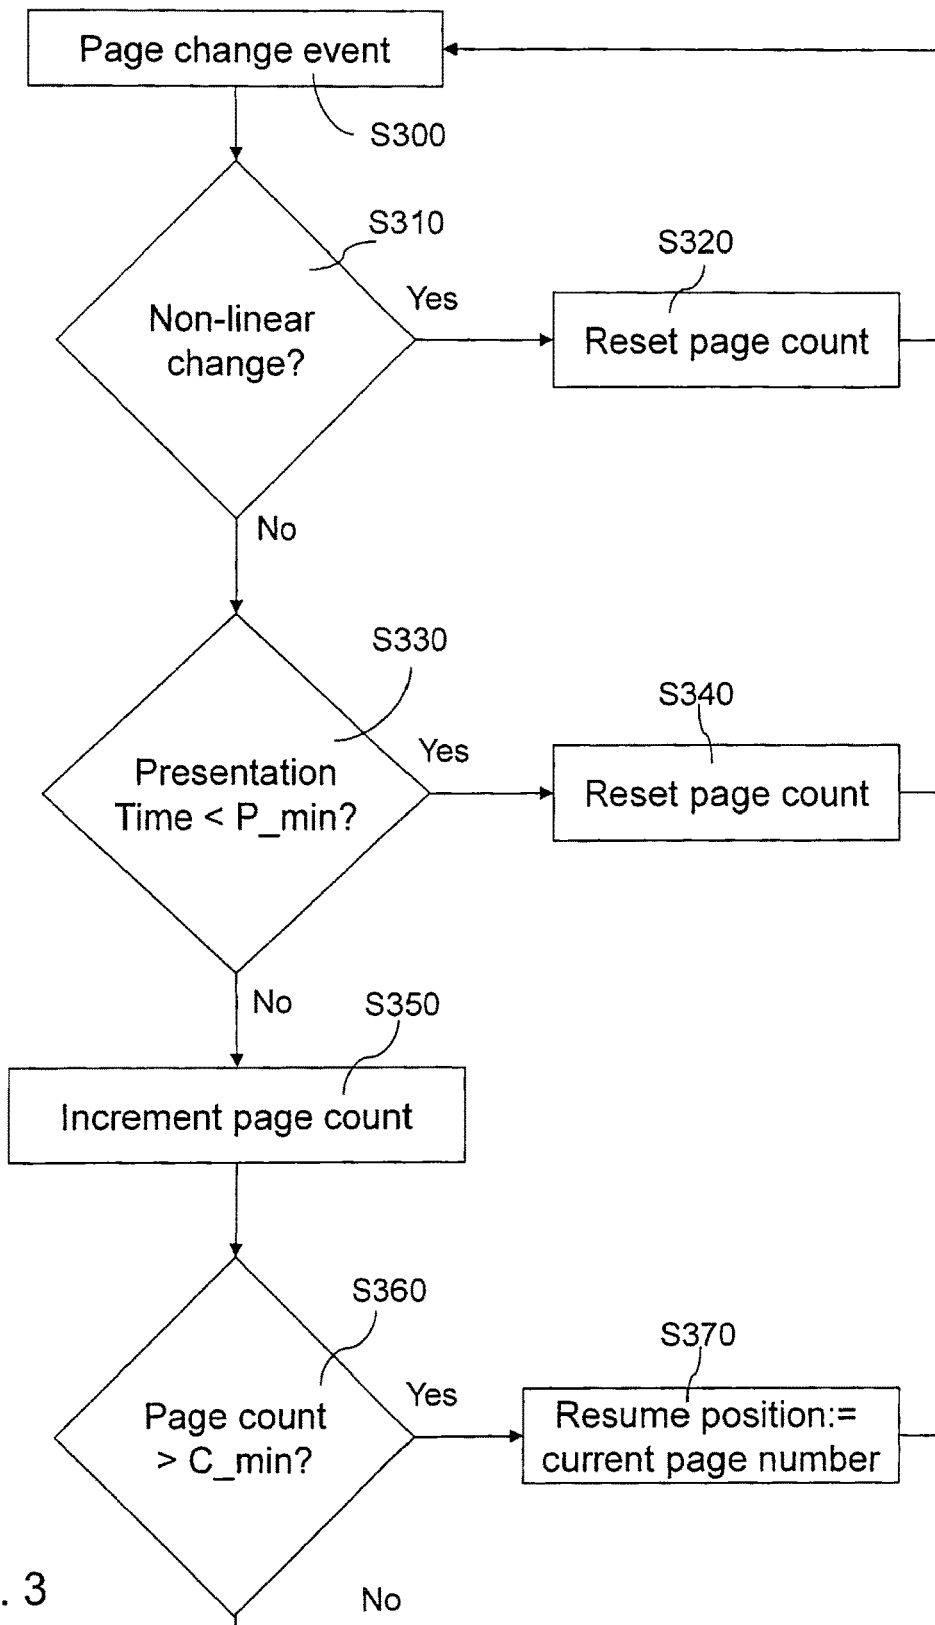 Page change event
S300
S310
Non-linear
change?
Yes
S320
Reset page count
No
S330
Presentation
Time < P_min?
Yes
S340
Reset page count
No
S350
Increment page count
S360
Page count
> C_min?
Yes
S370
Resume position:=
current page number
No
. 3